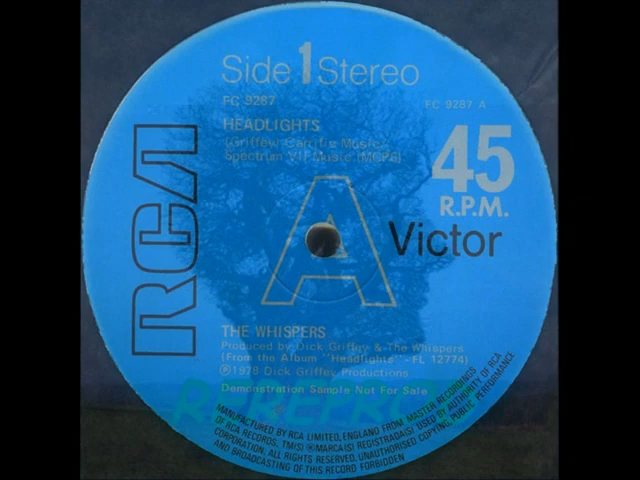 Side 1 Stereo
FC 9287
FC 9287 A
HEADLIGHTS
(Griffey/Carrific Music/
Spectrum VII Music (MCPS)
45
R.P.M.
RCA
A
Victor
THE WHISPERS
Produced by Dick Griffey & The Whispers
(From the Album "Headlights" - FL 12774)
Ⓟ1978 Dick Griffey Productions
Demonstration Sample Not For Sale
MANUFACTURED BY RCA LIMITED, ENGLAND FROM MASTER RECORDINGS
OF RCA RECORDS, TM(S) ®MARCA(S) REGISTRADA(S) USED BY AUTHORITY OF RCA
CORPORATION. ALL RIGHTS RESERVED. UNAUTHORISED COPYING, PUBLIC PERFORMANCE
AND BROADCASTING OF THIS RECORD FORBIDDEN